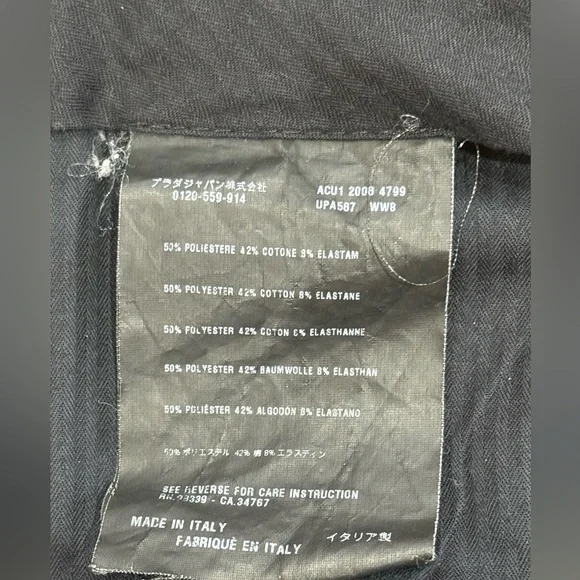 プラダジャパン株式会社
0120-559-914
ACU1 2008 4799
UPA587 WWB
50% POLIESTERE 42% COTONE 8% ELASTAM
50% POLYESTER 42% COTTON 8% ELASTANE
50% POLYESTER 42% COTON 8% ELASTHANNE
50% POLYESTER 42% BAUMWOLLE 8% ELASTHAN
50% POLIÉSTER 42% ALGODÓN 8% ELASTANO
50% ポリエステル 42% 綿 8% エラスティン
SEE REVERSE FOR CARE INSTRUCTION
CA.34767
MADE IN ITALY
FABRIQUÉ EN ITALY
イタリア製